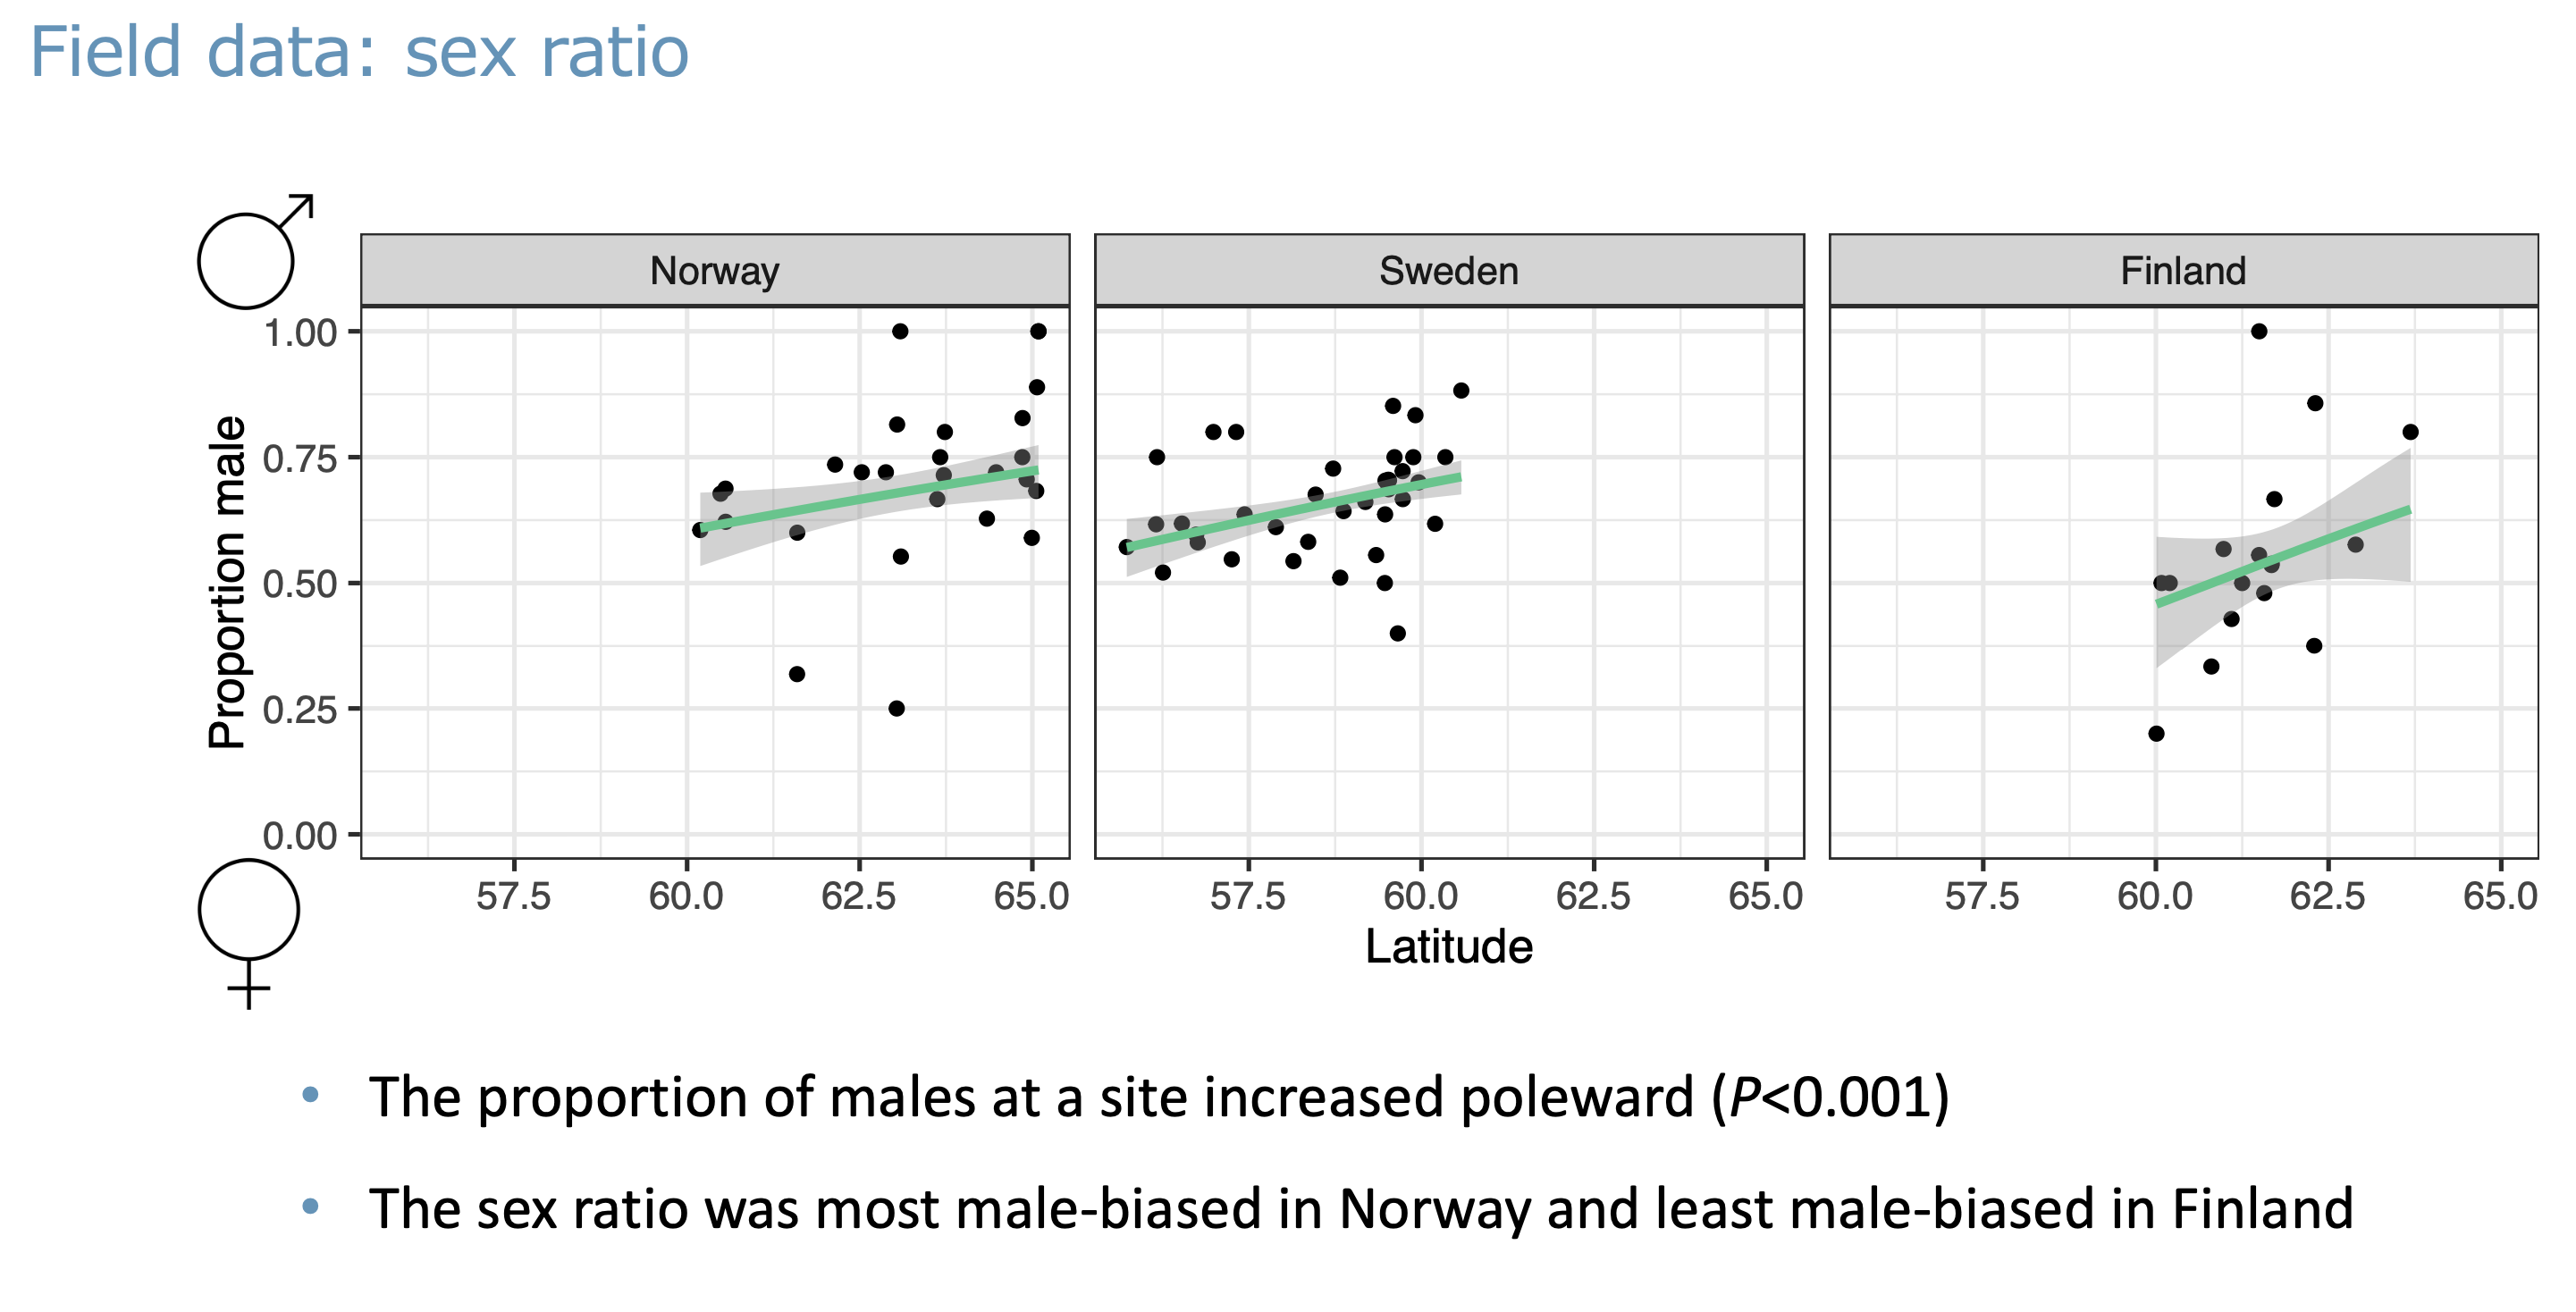 Field data: sex ratio
Norway
Sweden
Finland
Proportion male
1.00
0.75
0.50
0.25
0.00
57.5 60.0 62.5 65.0
57.5 60.0 62.5 65.0
57.5 60.0 62.5 65.0
Latitude
• The proportion of males at a site increased poleward (P<0.001)
• The sex ratio was most male-biased in Norway and least male-biased in Finland